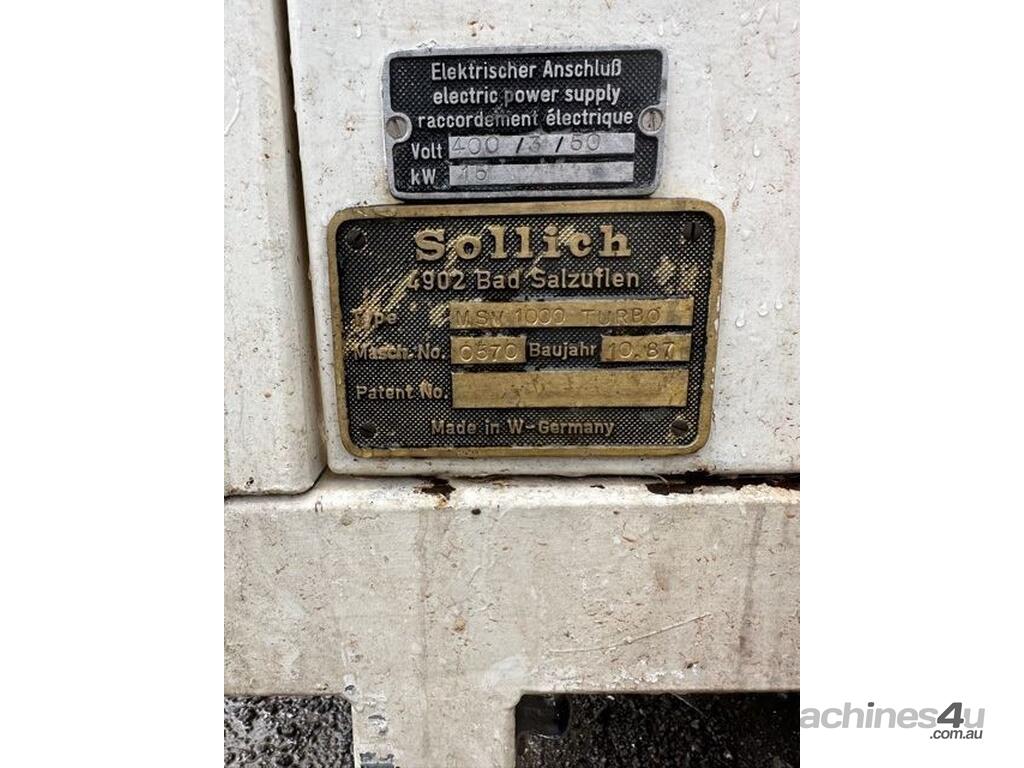 Elektrischer Anschluß
electric power supply
raccordement électrique
Volt 400 / 3 / 50
kW 15
Sollich
4902 Bad Salzuflen
Type MSV 1000 TURBO
Masch. No. 0570 Baujahr 10.87
Patent No.
Made in W-Germany
achines4u
.com.au